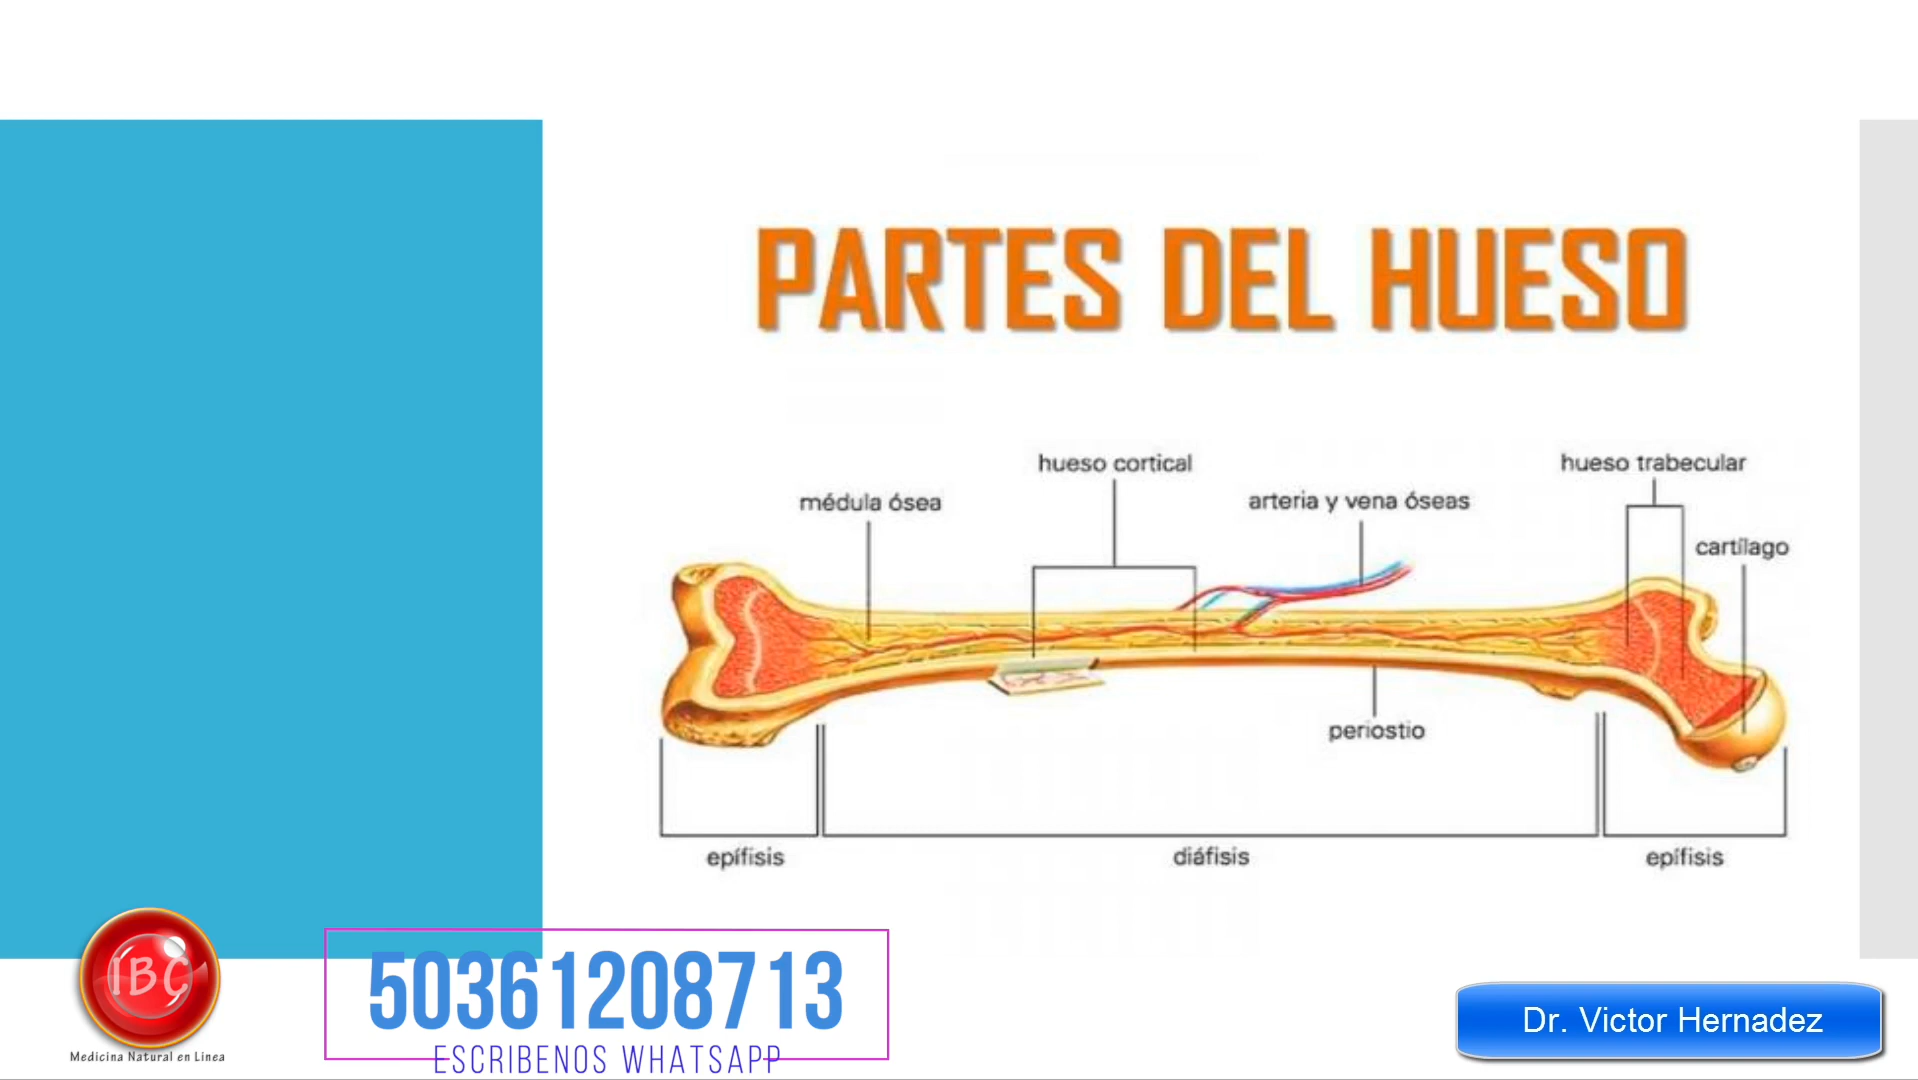 PARTES DEL HUESO
hueso cortical
hueso trabecular
médula ósea
arteria y vena óseas
cartílago
periostio
epífisis
diáfisis
epífisis
IBC
Medicina Natural en Linea
50361208713
ESCRIBENOS WHATSAPP
Dr. Victor Hernadez